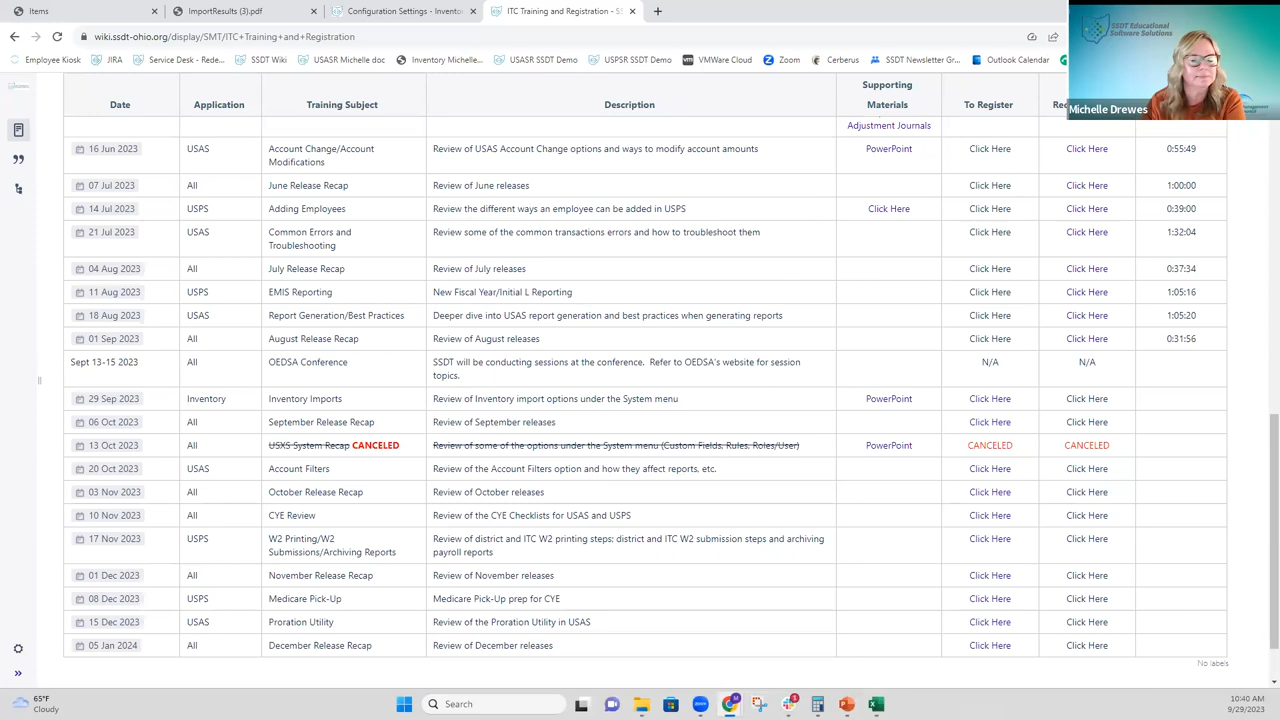 Items
ImportResults (3).pdf
Configuration Settings - Invento
ITC Training and Registration - S
wiki.ssdt-ohio.org/display/SMT/ITC+Training+and+Registration
Employee Kiosk JIRA Service Desk - Rede... SSDT Wiki USASR Michelle doc Inventory Michelle... USASR SSDT Demo USPSR SSDT Demo VMWare Cloud Zoom Cerberus SSDT Newsletter Gr... Outlook Calendar
SSDT Educational
Software Solutions
Michelle Drewes
Date Application Training Subject Description Supporting Materials To Register
Adjustment Journals
16 Jun 2023 USAS Account Change/Account Modifications Review of USAS Account Change options and ways to modify account amounts PowerPoint Click Here Click Here 0:55:49
07 Jul 2023 All June Release Recap Review of June releases Click Here Click Here 1:00:00
14 Jul 2023 USPS Adding Employees Review the different ways an employee can be added in USPS Click Here Click Here Click Here 0:39:00
21 Jul 2023 USAS Common Errors and Troubleshooting Review some of the common transactions errors and how to troubleshoot them Click Here Click Here 1:32:04
04 Aug 2023 All July Release Recap Review of July releases Click Here Click Here 0:37:34
11 Aug 2023 USPS EMIS Reporting New Fiscal Year/Initial L Reporting Click Here Click Here 1:05:16
18 Aug 2023 USAS Report Generation/Best Practices Deeper dive into USAS report generation and best practices when generating reports Click Here Click Here 1:05:20
01 Sep 2023 All August Release Recap Review of August releases Click Here Click Here 0:31:56
Sept 13-15 2023 All OEDSA Conference SSDT will be conducting sessions at the conference. Refer to OEDSA's website for session topics. N/A N/A
29 Sep 2023 Inventory Inventory Imports Review of Inventory import options under the System menu PowerPoint Click Here Click Here
06 Oct 2023 All September Release Recap Review of September releases Click Here Click Here
13 Oct 2023 All USXS System Recap CANCELED Review of some of the options under the System menu (Custom Fields, Rules, Roles/User) PowerPoint CANCELED CANCELED
20 Oct 2023 USAS Account Filters Review of the Account Filters option and how they affect reports, etc. Click Here Click Here
03 Nov 2023 All October Release Recap Review of October releases Click Here Click Here
10 Nov 2023 All CYE Review Review of the CYE Checklists for USAS and USPS Click Here Click Here
17 Nov 2023 USPS W2 Printing/W2 Submissions/Archiving Reports Review of district and ITC W2 printing steps; district and ITC W2 submission steps and archiving payroll reports Click Here Click Here
01 Dec 2023 All November Release Recap Review of November releases Click Here Click Here
08 Dec 2023 USPS Medicare Pick-Up Medicare Pick-Up prep for CYE Click Here Click Here
15 Dec 2023 USAS Proration Utility Review of the Proration Utility in USAS Click Here Click Here
05 Jan 2024 All December Release Recap Review of December releases Click Here Click Here
No labels
65°F
Cloudy
Search
10:40 AM
9/29/2023